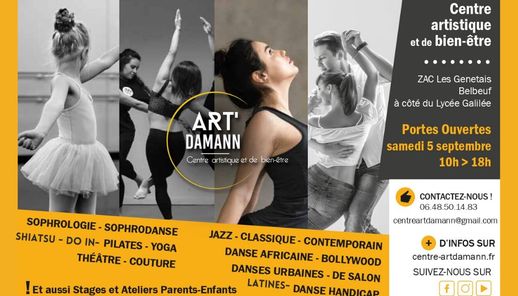 Centre
artistique
et de bien-être
ZAC Les Genetais
Belbeuf
à côté du Lycée Galilée
Portes Ouvertes
samedi 5 septembre
10h > 18h
ART'
DAMANN
Centre artistique et de bien-être
CONTACTEZ-NOUS !
06.48.50.14.83
centreartdamann@gmail.com
+ D'INFOS SUR
centre-artdamann.fr
SUIVEZ-NOUS SUR
SOPHROLOGIE - SOPHRODANSE
SHIATSU - DO IN- PILATES - YOGA
THÉÂTRE - COUTURE
JAZZ - CLASSIQUE - CONTEMPORAIN
DANSE AFRICAINE - BOLLYWOOD
DANSES URBAINES - DE SALON
LATINES- DANSE HANDICAP
! Et aussi Stages et Ateliers Parents-Enfants